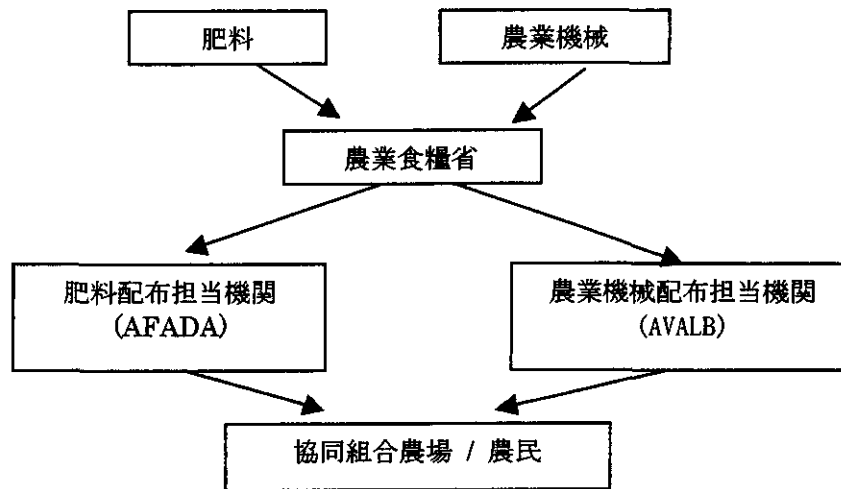 肥料
農業機械
農業食糧省
肥料配布担当機関
(AFADA)
農業機械配布担当機関
(AVALB)
協同組合農場 / 農民